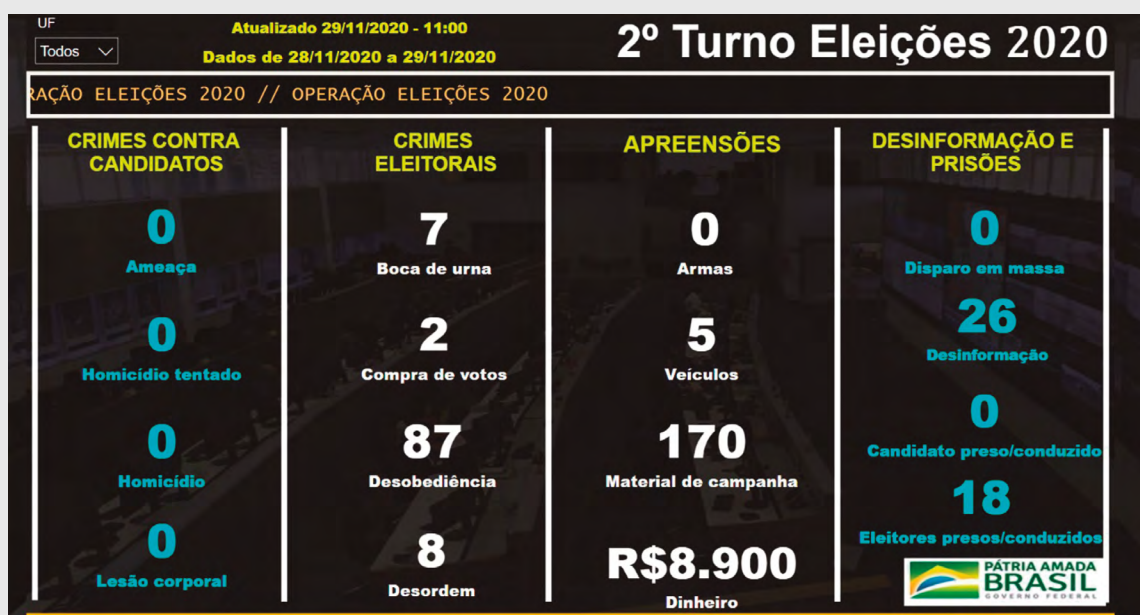 UF
Todos
Atualizado 29/11/2020 - 11:00
Dados de 28/11/2020 a 29/11/2020
2º Turno Eleições 2020
RAÇÃO ELEIÇÕES 2020 // OPERAÇÃO ELEIÇÕES 2020
CRIMES CONTRA
CANDIDATOS
0
Ameaça
0
Homicídio tentado
0
Homicídio
0
Lesão corporal
CRIMES
ELEITORAIS
7
Boca de urna
2
Compra de votos
87
Desobediência
8
Desordem
APREENSÕES
0
Armas
5
Veículos
170
Material de campanha
R$8.900
Dinheiro
DESINFORMAÇÃO E
PRISÕES
0
Disparo em massa
26
Desinformação
0
Candidato preso/conduzido
18
Eleitores presos/conduzidos
PÁTRIA AMADA
BRASIL
GOVERNO FEDERAL